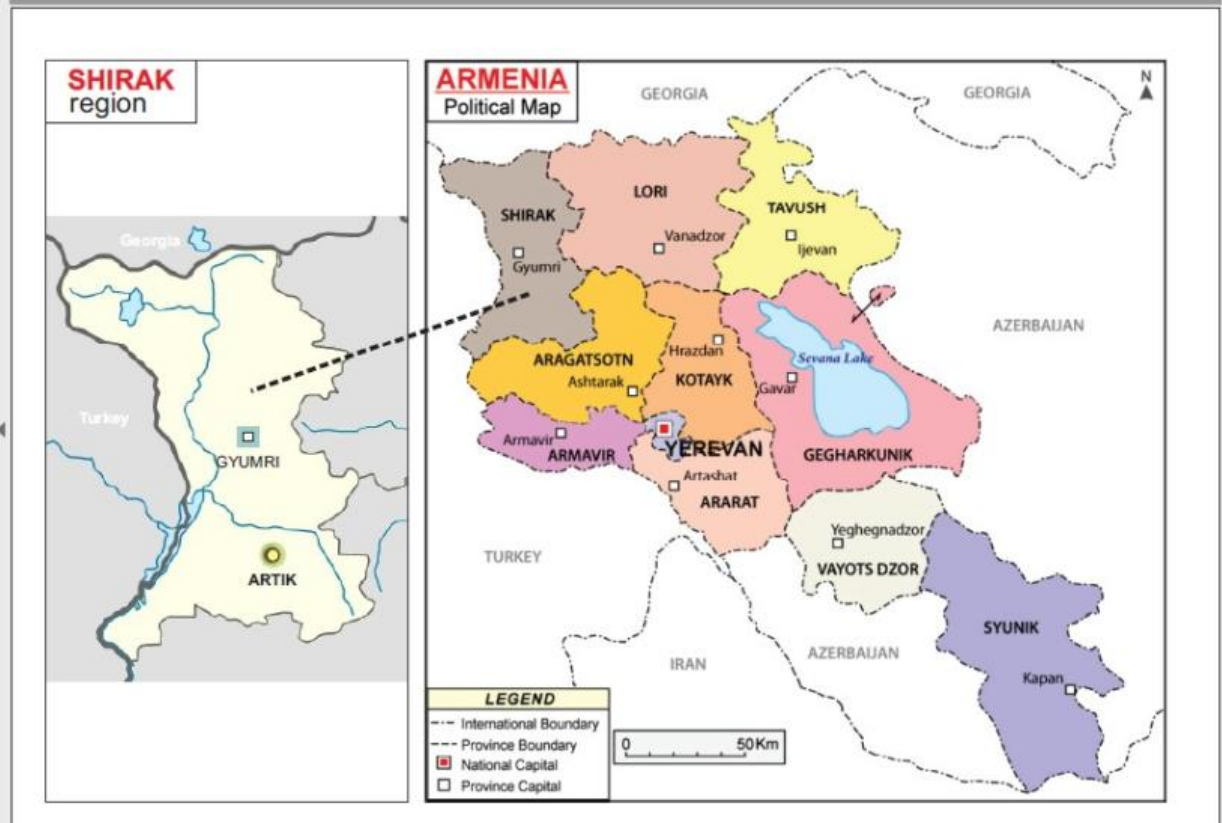 SHIRAK
region
Georgia
Turkey
GYUMRI
ARTIK
ARMENIA
Political Map
N
GEORGIA
GEORGIA
LORI
SHIRAK
TAVUSH
Vanadzor
Ijevan
Gyumri
AZERBAIJAN
Hrazdan
Sevana Lake
ARAGATSOTN
Ashtarak
KOTAYK
Gavar
Armavir
ARMAVIR
YEREVAN
GEGHARKUNIK
Artashat
ARARAT
Yeghegnadzor
TURKEY
VAYOTS DZOR
SYUNIK
AZERBAIJAN
IRAN
Kapan
LEGEND
International Boundary
Province Boundary
National Capital
Province Capital
0 50 Km